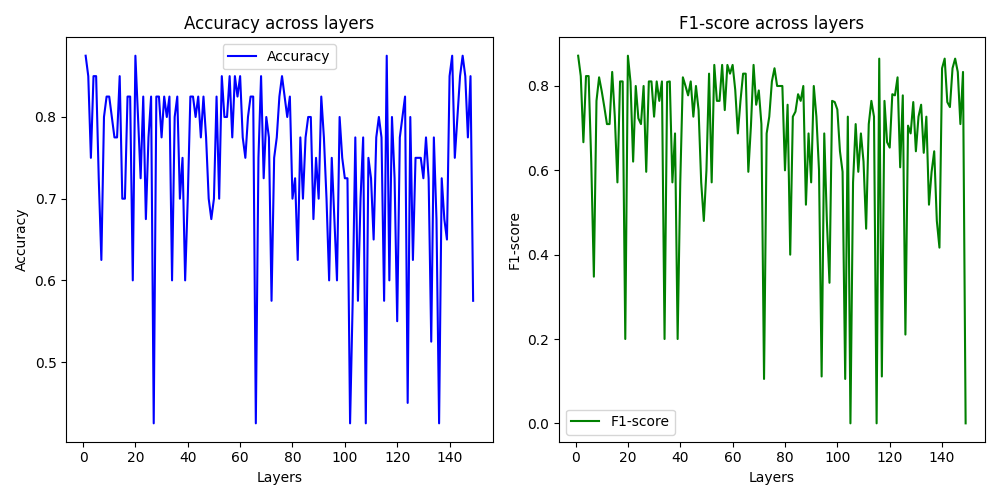 Accuracy across layers
Accuracy
0.8
0.7
0.6
0.5
Accuracy
0 20 40 60 80 100 120 140
Layers
F1-score across layers
F1-score
0.8
0.6
0.4
0.2
0.0
F1-score
0 20 40 60 80 100 120 140
Layers